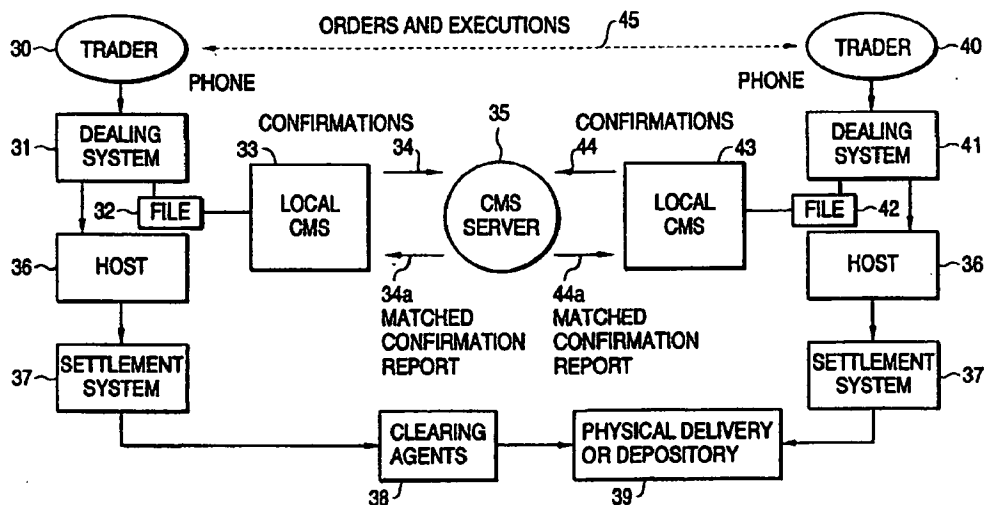 ORDERS AND EXECUTIONS 45
30 TRADER
TRADER 40
PHONE
PHONE
31 DEALING
SYSTEM
CONFIRMATIONS
34
35
CONFIRMATIONS
44
DEALING
SYSTEM 41
32 FILE
33
LOCAL
CMS
CMS
SERVER
43
LOCAL
CMS
FILE 42
36 HOST
34a
MATCHED
CONFIRMATION
REPORT
44a
MATCHED
CONFIRMATION
REPORT
HOST 36
37 SETTLEMENT
SYSTEM
SETTLEMENT
SYSTEM 37
CLEARING
AGENTS
38
PHYSICAL DELIVERY
OR DEPOSITORY
39